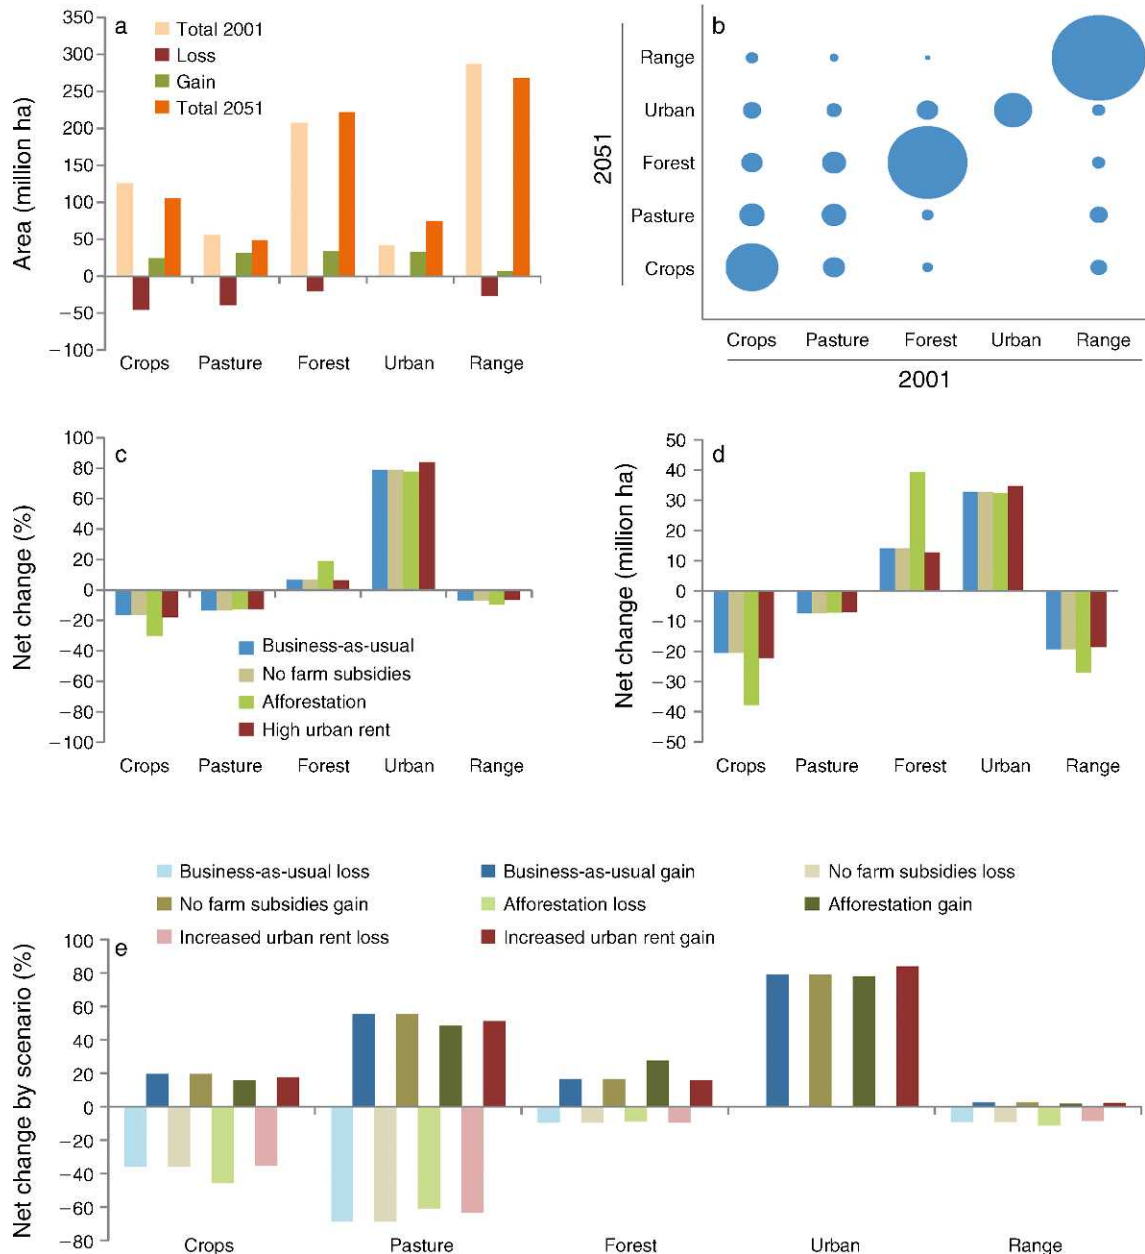 a
Total 2001
Loss
Gain
Total 2051
350
300
250
200
150
100
50
0
−50
−100
Area (million ha)
Crops Pasture Forest Urban Range
b
Range
Urban
Forest
Pasture
Crops
2051
Crops Pasture Forest Urban Range
2001
c
100
80
60
40
20
0
−20
−40
−60
−80
−100
Net change (%)
Business-as-usual
No farm subsidies
Afforestation
High urban rent
Crops Pasture Forest Urban Range
d
50
40
30
20
10
0
−10
−20
−30
−40
−50
Net change (million ha)
Crops Pasture Forest Urban Range
Business-as-usual loss Business-as-usual gain No farm subsidies loss
No farm subsidies gain Afforestation loss Afforestation gain
Increased urban rent loss Increased urban rent gain
e
100
80
60
40
20
0
−20
−40
−60
−80
Net change by scenario (%)
Crops Pasture Forest Urban Range